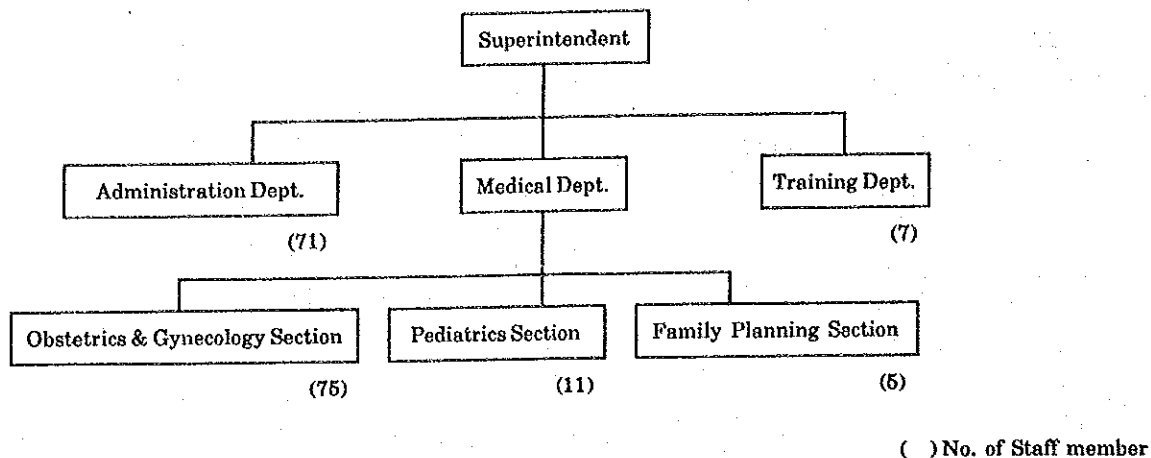 Superintendent
Administration Dept.
Medical Dept.
Training Dept.
(71)
(7)
Obstetrics & Gynecology Section
Pediatrics Section
Family Planning Section
(75)
(11)
(5)
( ) No. of Staff member